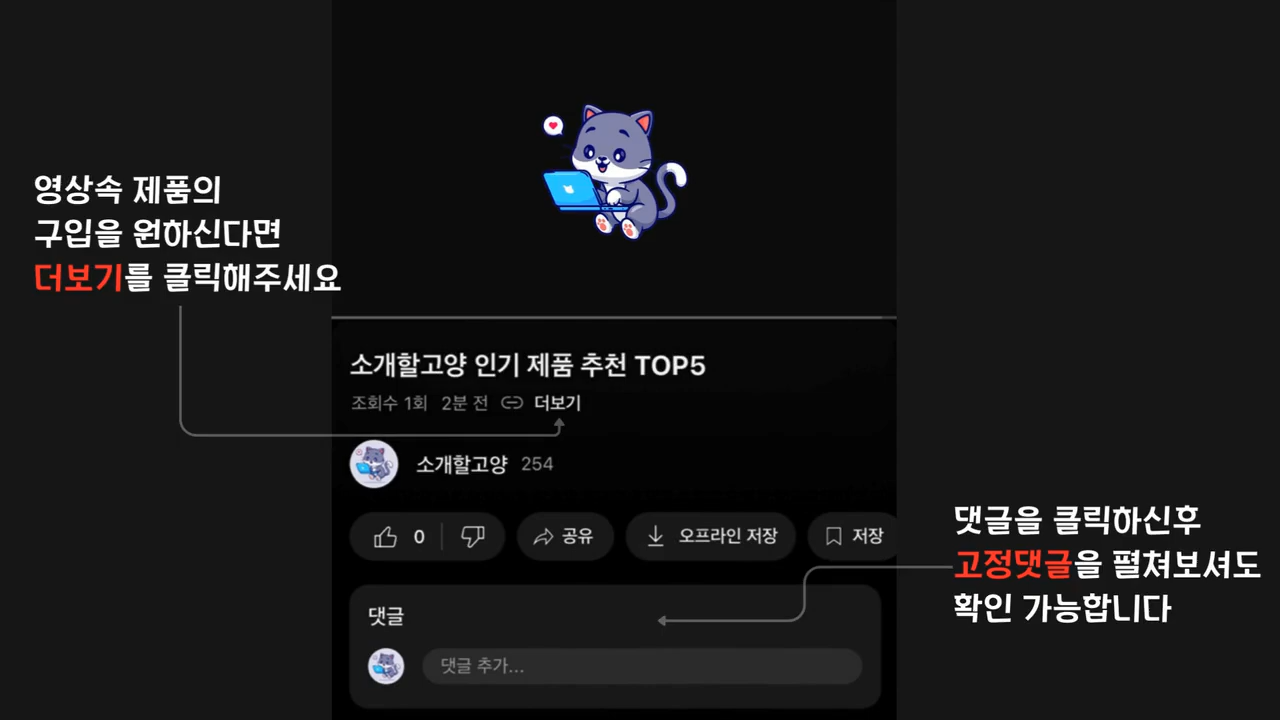 영상속 제품의
구입을 원하신다면
더보기를 클릭해주세요
소개할고양 인기 제품 추천 TOP5
조회수 1회 2분 전 더보기
소개할고양 254
0 공유 오프라인 저장 저장
댓글을 클릭하신후
고정댓글을 펼쳐보셔도
확인 가능합니다
댓글
댓글 추가...